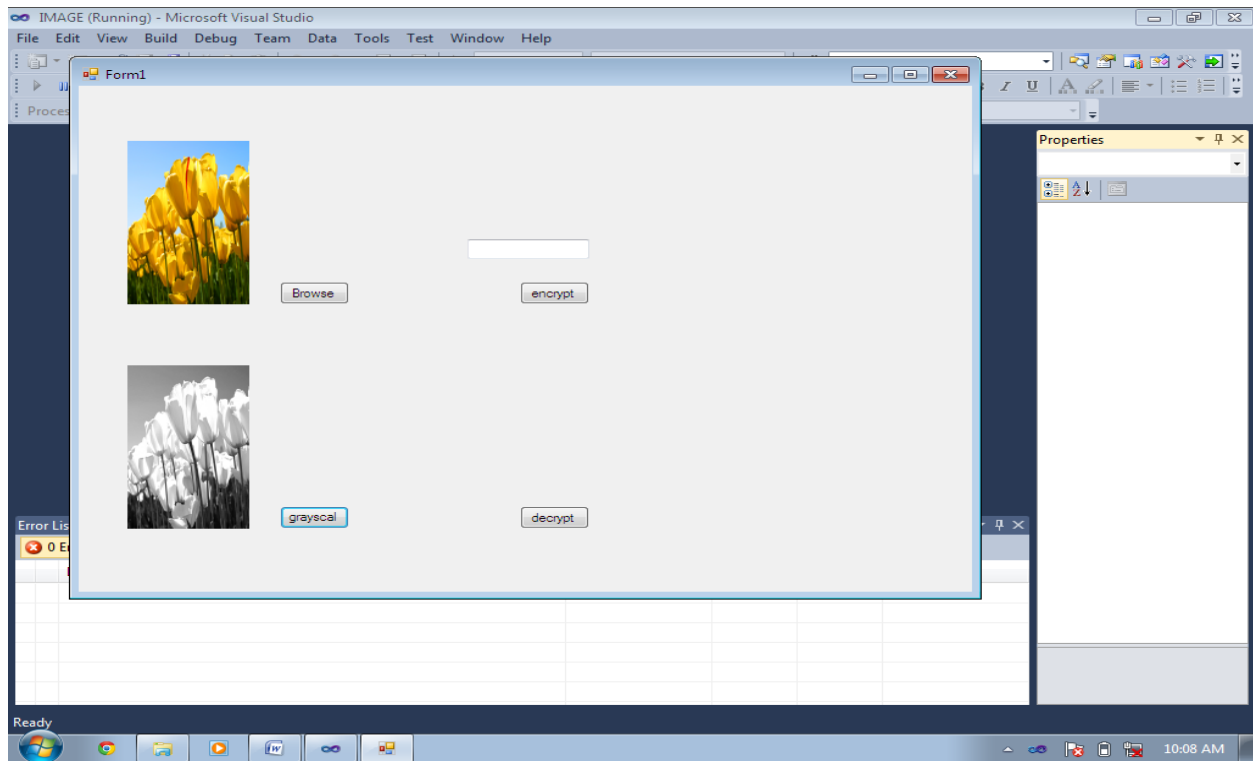 IMAGE (Running) - Microsoft Visual Studio
File Edit View Build Debug Team Data Tools Test Window Help
Form1
Proces
Properties
Browse
encrypt
grayscal
decrypt
Error Lis
0 E
Ready
10:08 AM